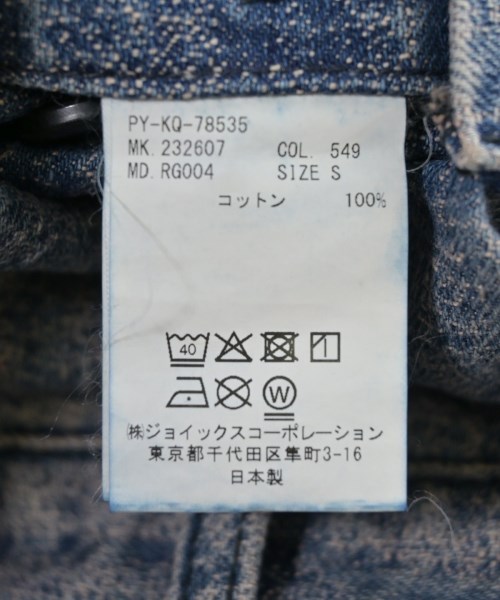 PY-KQ-78535
MK. 232607 COL. 549
MD. RG004 SIZE S
コットン 100%
40
W
㈱ジョイックスコーポレーション
東京都千代田区隼町3-16
日本製